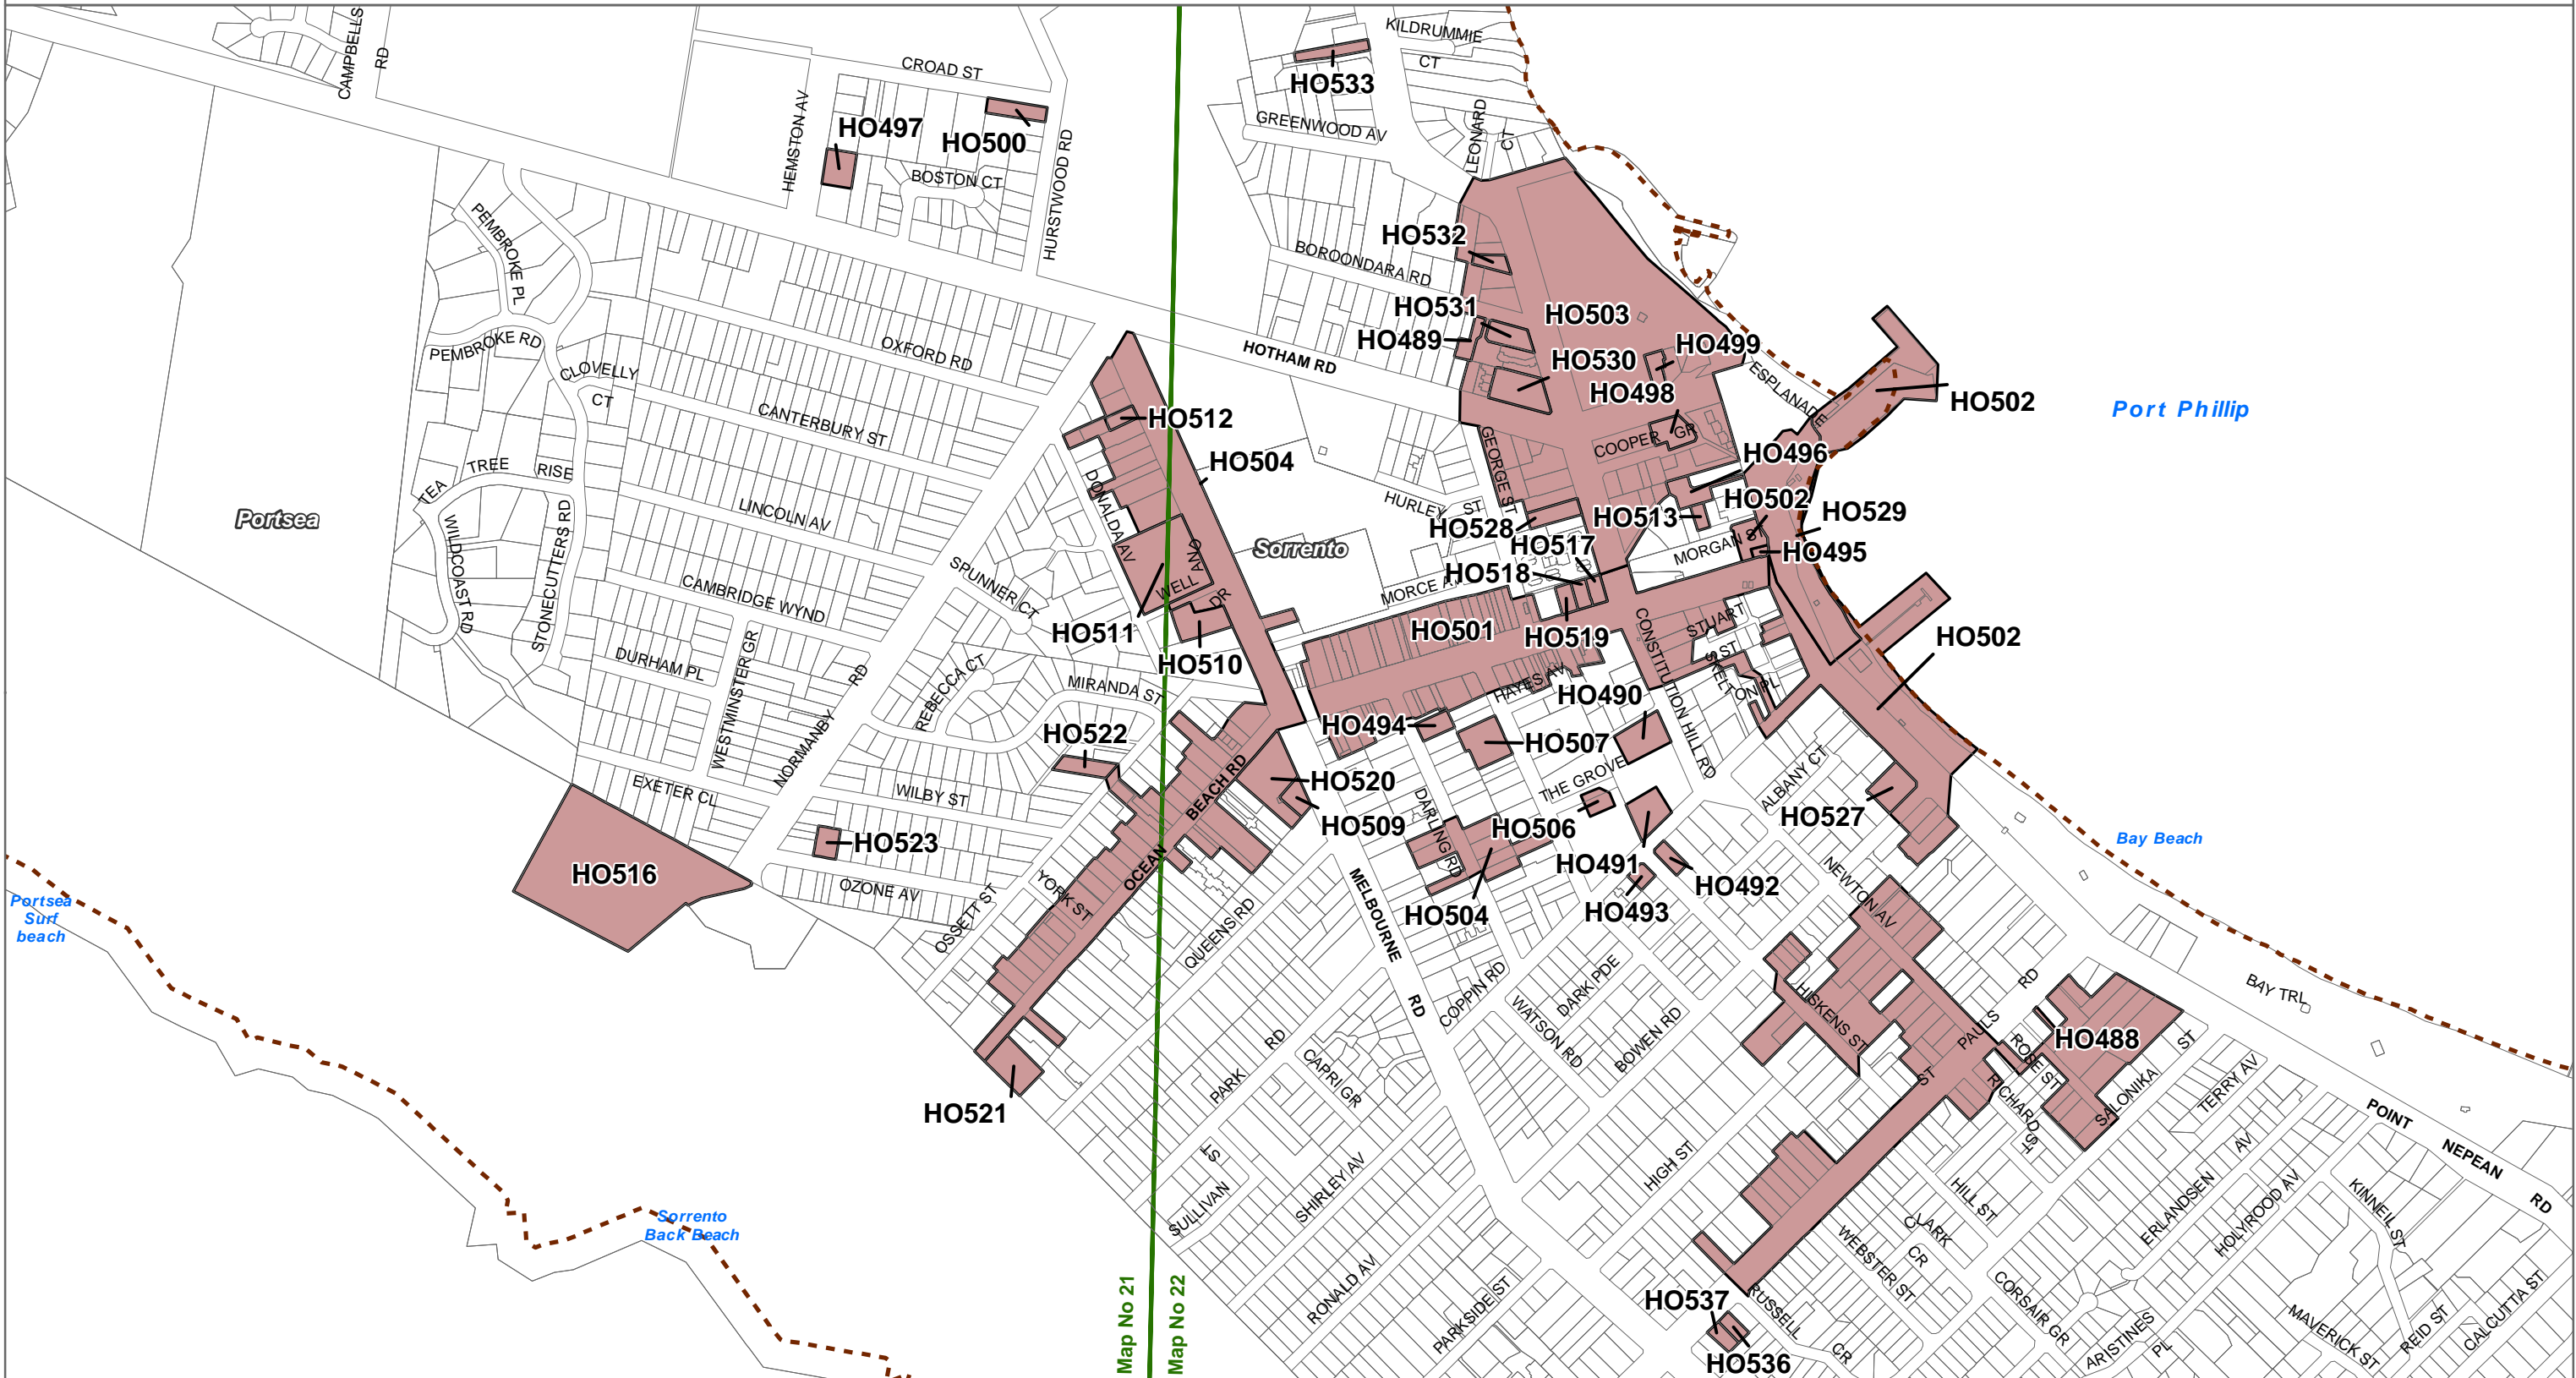 CAMPBELLS
RD
CROAD ST
KILDRUMMIE
CT
HO533
HEMSTON AV
HO497
HO500
HURSTWOOD RD
BOSTON CT
GREENWOOD AV
LEONARD
CT
PEMBROKE PL
HO532
BOROONDARA RD
HO531
HO503
HO489
HO499
HO530
HO498
PEMBROKE RD
CLOVELLY
CT
OXFORD RD
HOTHAM RD
ESPLANADE
HO502
Port Phillip
CANTERBURY ST
HO512
COOPER GR
HO496
GEORGE ST
HO504
TEA TREE RISE
DONALDA AV
HURLEY ST
HO502
HO529
HO528
HO513
LINCOLN AV
Portsea
WILDCOAST RD
STONECUTTERS RD
Sorrento
HO517
MORGAN ST
HO495
HO518
SPUNNER CT
AND
WELL
DR
MORCE AV
CAMBRIDGE WYND
HO511
HO510
HO501
HO519
CONSTITUTION HILL RD
STUART
ST
SKELTON PL
HO502
DURHAM PL
WESTMINSTER GR
NORMANBY
RD
REBECCA CT
MIRANDA ST
HAYES AV
HO490
HO522
HO494
HO507
EXETER CL
WILBY ST
BEACH RD
OCEAN
HO520
HO509
DARLING RD
THE GROVE
ALBANY CT
HO527
Bay Beach
HO523
HO506
HO491
HO516
OZONE AV
OSSETT ST
YORK ST
QUEENS RD
MELBOURNE
RD
HO504
HO492
HO493
NEWTON AV
Portsea
Surf
beach
COPPIN RD
DARK PDE
WATSON RD
BOWEN RD
HISKENS ST
PAULS
RD
BAY TRL
HO488
ROSE ST
RICHARD ST
ST
SALONIKA
ST
TERRY AV
HO521
PARK
RD
CAPRI GR
POINT
NEPEAN
RD
SULLIVAN
ST
SHIRLEY AV
HIGH ST
HILL ST
CLARK
CR
ERLANDSEN
AV
HOLYROOD AV
KINNEIL ST
Sorrento
Back Beach
WEBSTER ST
CORSAIR GR
RONALD AV
PARKSIDE ST
HO537
RUSSELL
CR
HO536
ARISTINES
PL
MAVERICK ST
REID ST
CALCUTTA ST
Map No 21
Map No 22